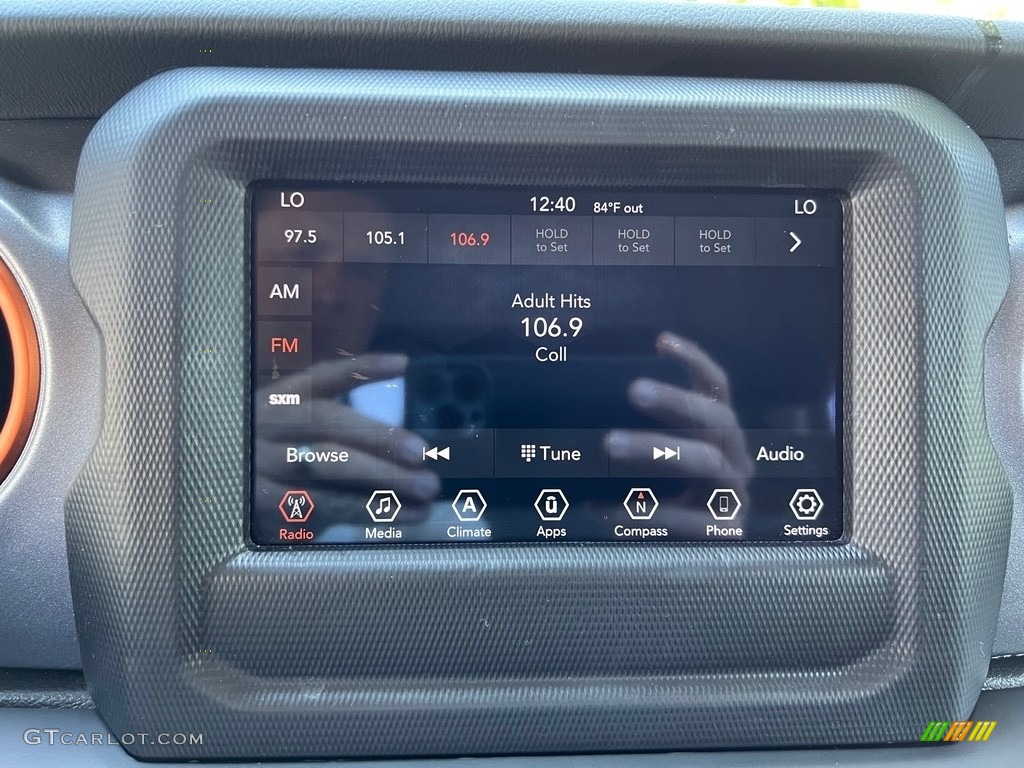 LO 12:40 84°F out LO
97.5 105.1 106.9 HOLD to Set HOLD to Set HOLD to Set
AM
Adult Hits
106.9
FM
Coll
sxm
Browse Tune Audio
A û N
Radio Media Climate Apps Compass Phone Settings
GTCARLOT.COM